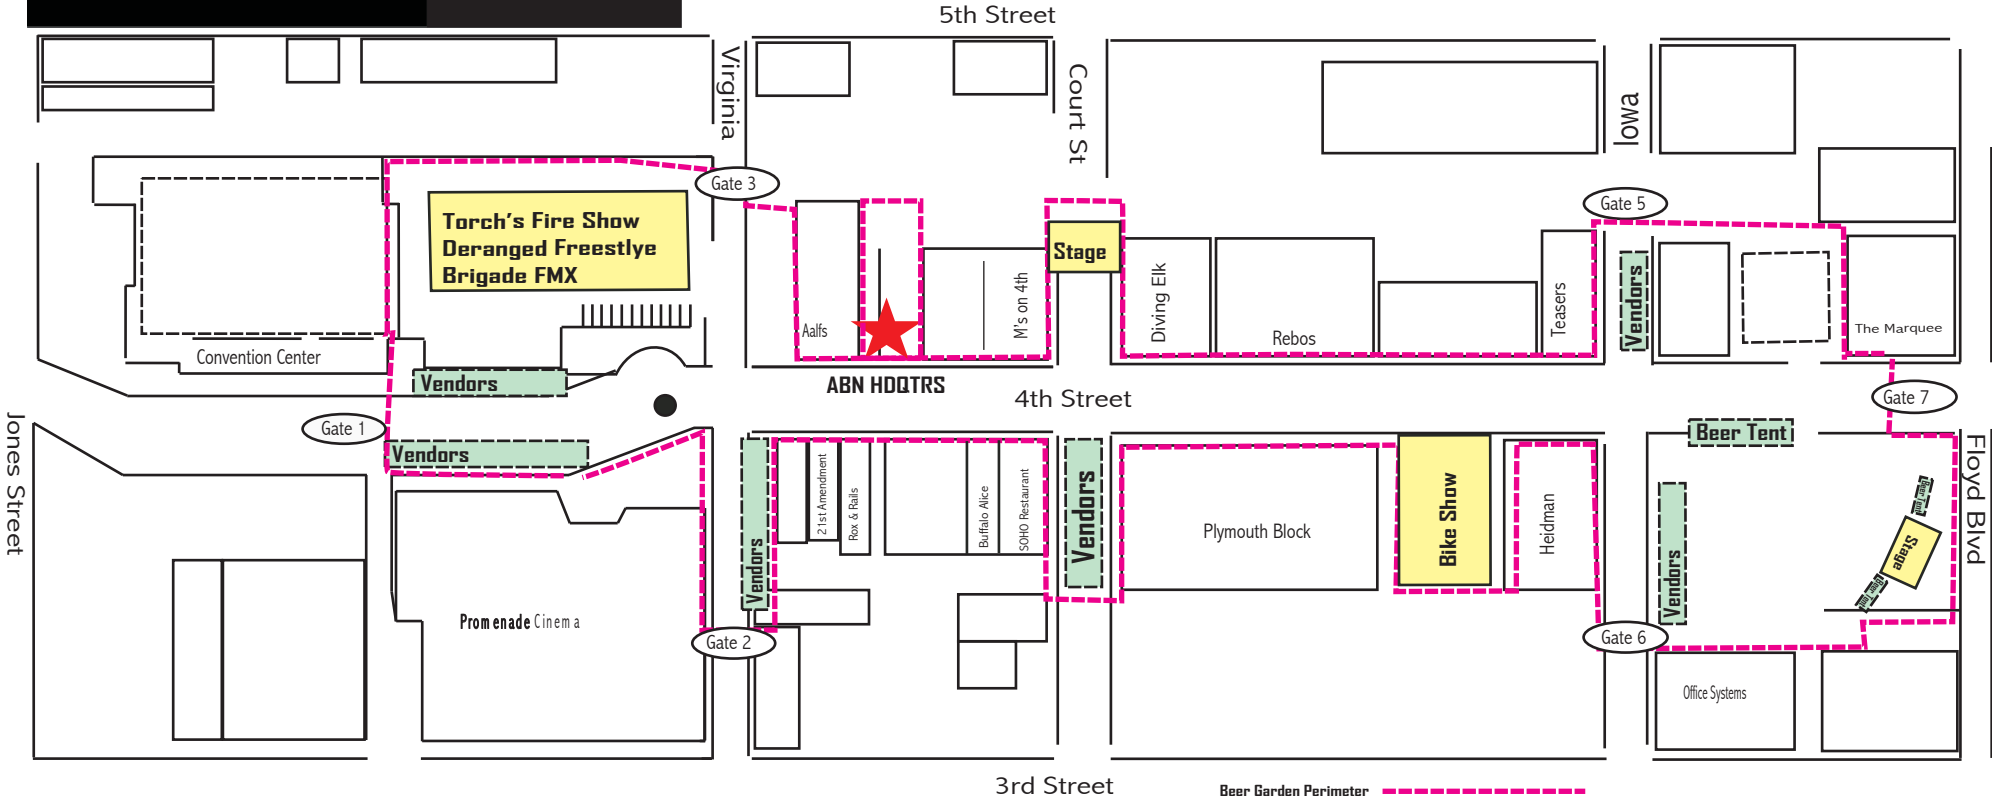 5th Street
Virginia
Court St
Iowa
Gate 3
Gate 5
Torch's Fire Show
Deranged Freestlye
Brigade FMX
Stage
Aalfs
M's on 4th
Diving Elk
Rebos
Teasers
Vendors
The Marquee
Convention Center
Vendors
ABN HDQTRS
4th Street
Gate 7
Jones Street
Gate 1
Vendors
Vendors
21st Amendment
Rox & Rails
Buffalo Alice
SOHO Restaurant
Vendors
Plymouth Block
Bike Show
Heidman
Beer Tent
Vendors
Beer Tent
Stage
Beer Tent
Floyd Blvd
Promenade Cinema
Gate 2
Gate 6
Office Systems
3rd Street
Beer Garden Perimeter